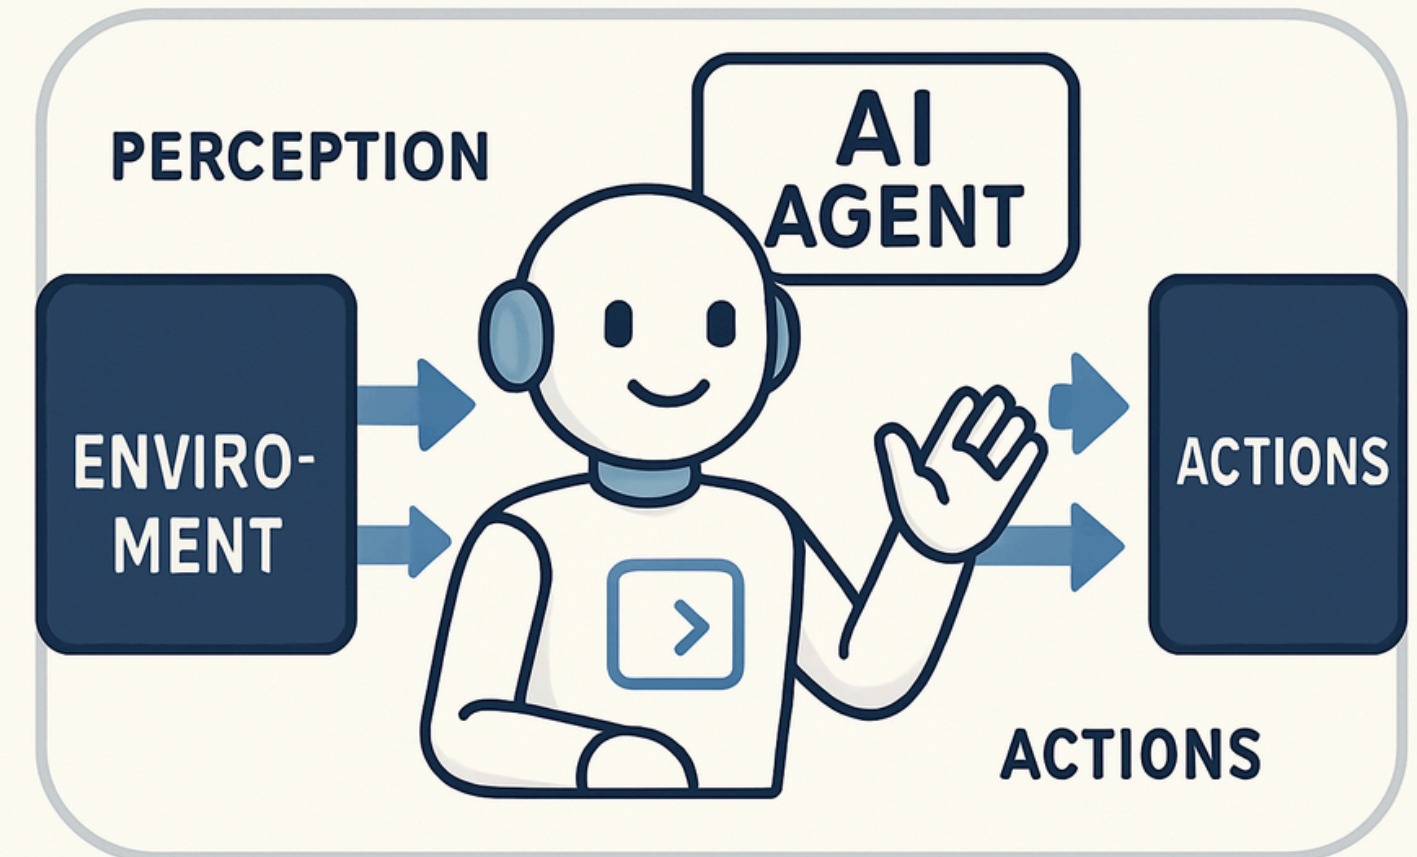 PERCEPTION
AI
AGENT
ENVIRO-
MENT
ACTIONS
ACTIONS